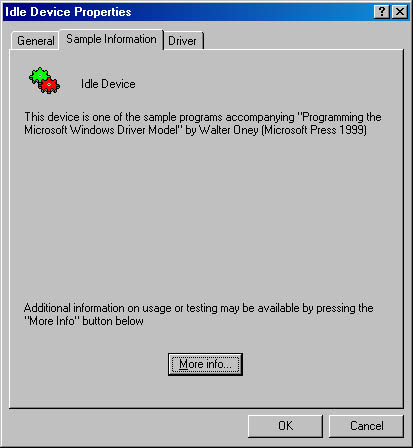 Idle Device Properties
General Sample Information Driver
Idle Device
This device is one of the sample programs accompanying "Programming the
Microsoft Windows Driver Model" by Walter Oney (Microsoft Press 1999)
Additional information on usage or testing may be available by pressing the
"More Info" button below
More info...
OK Cancel